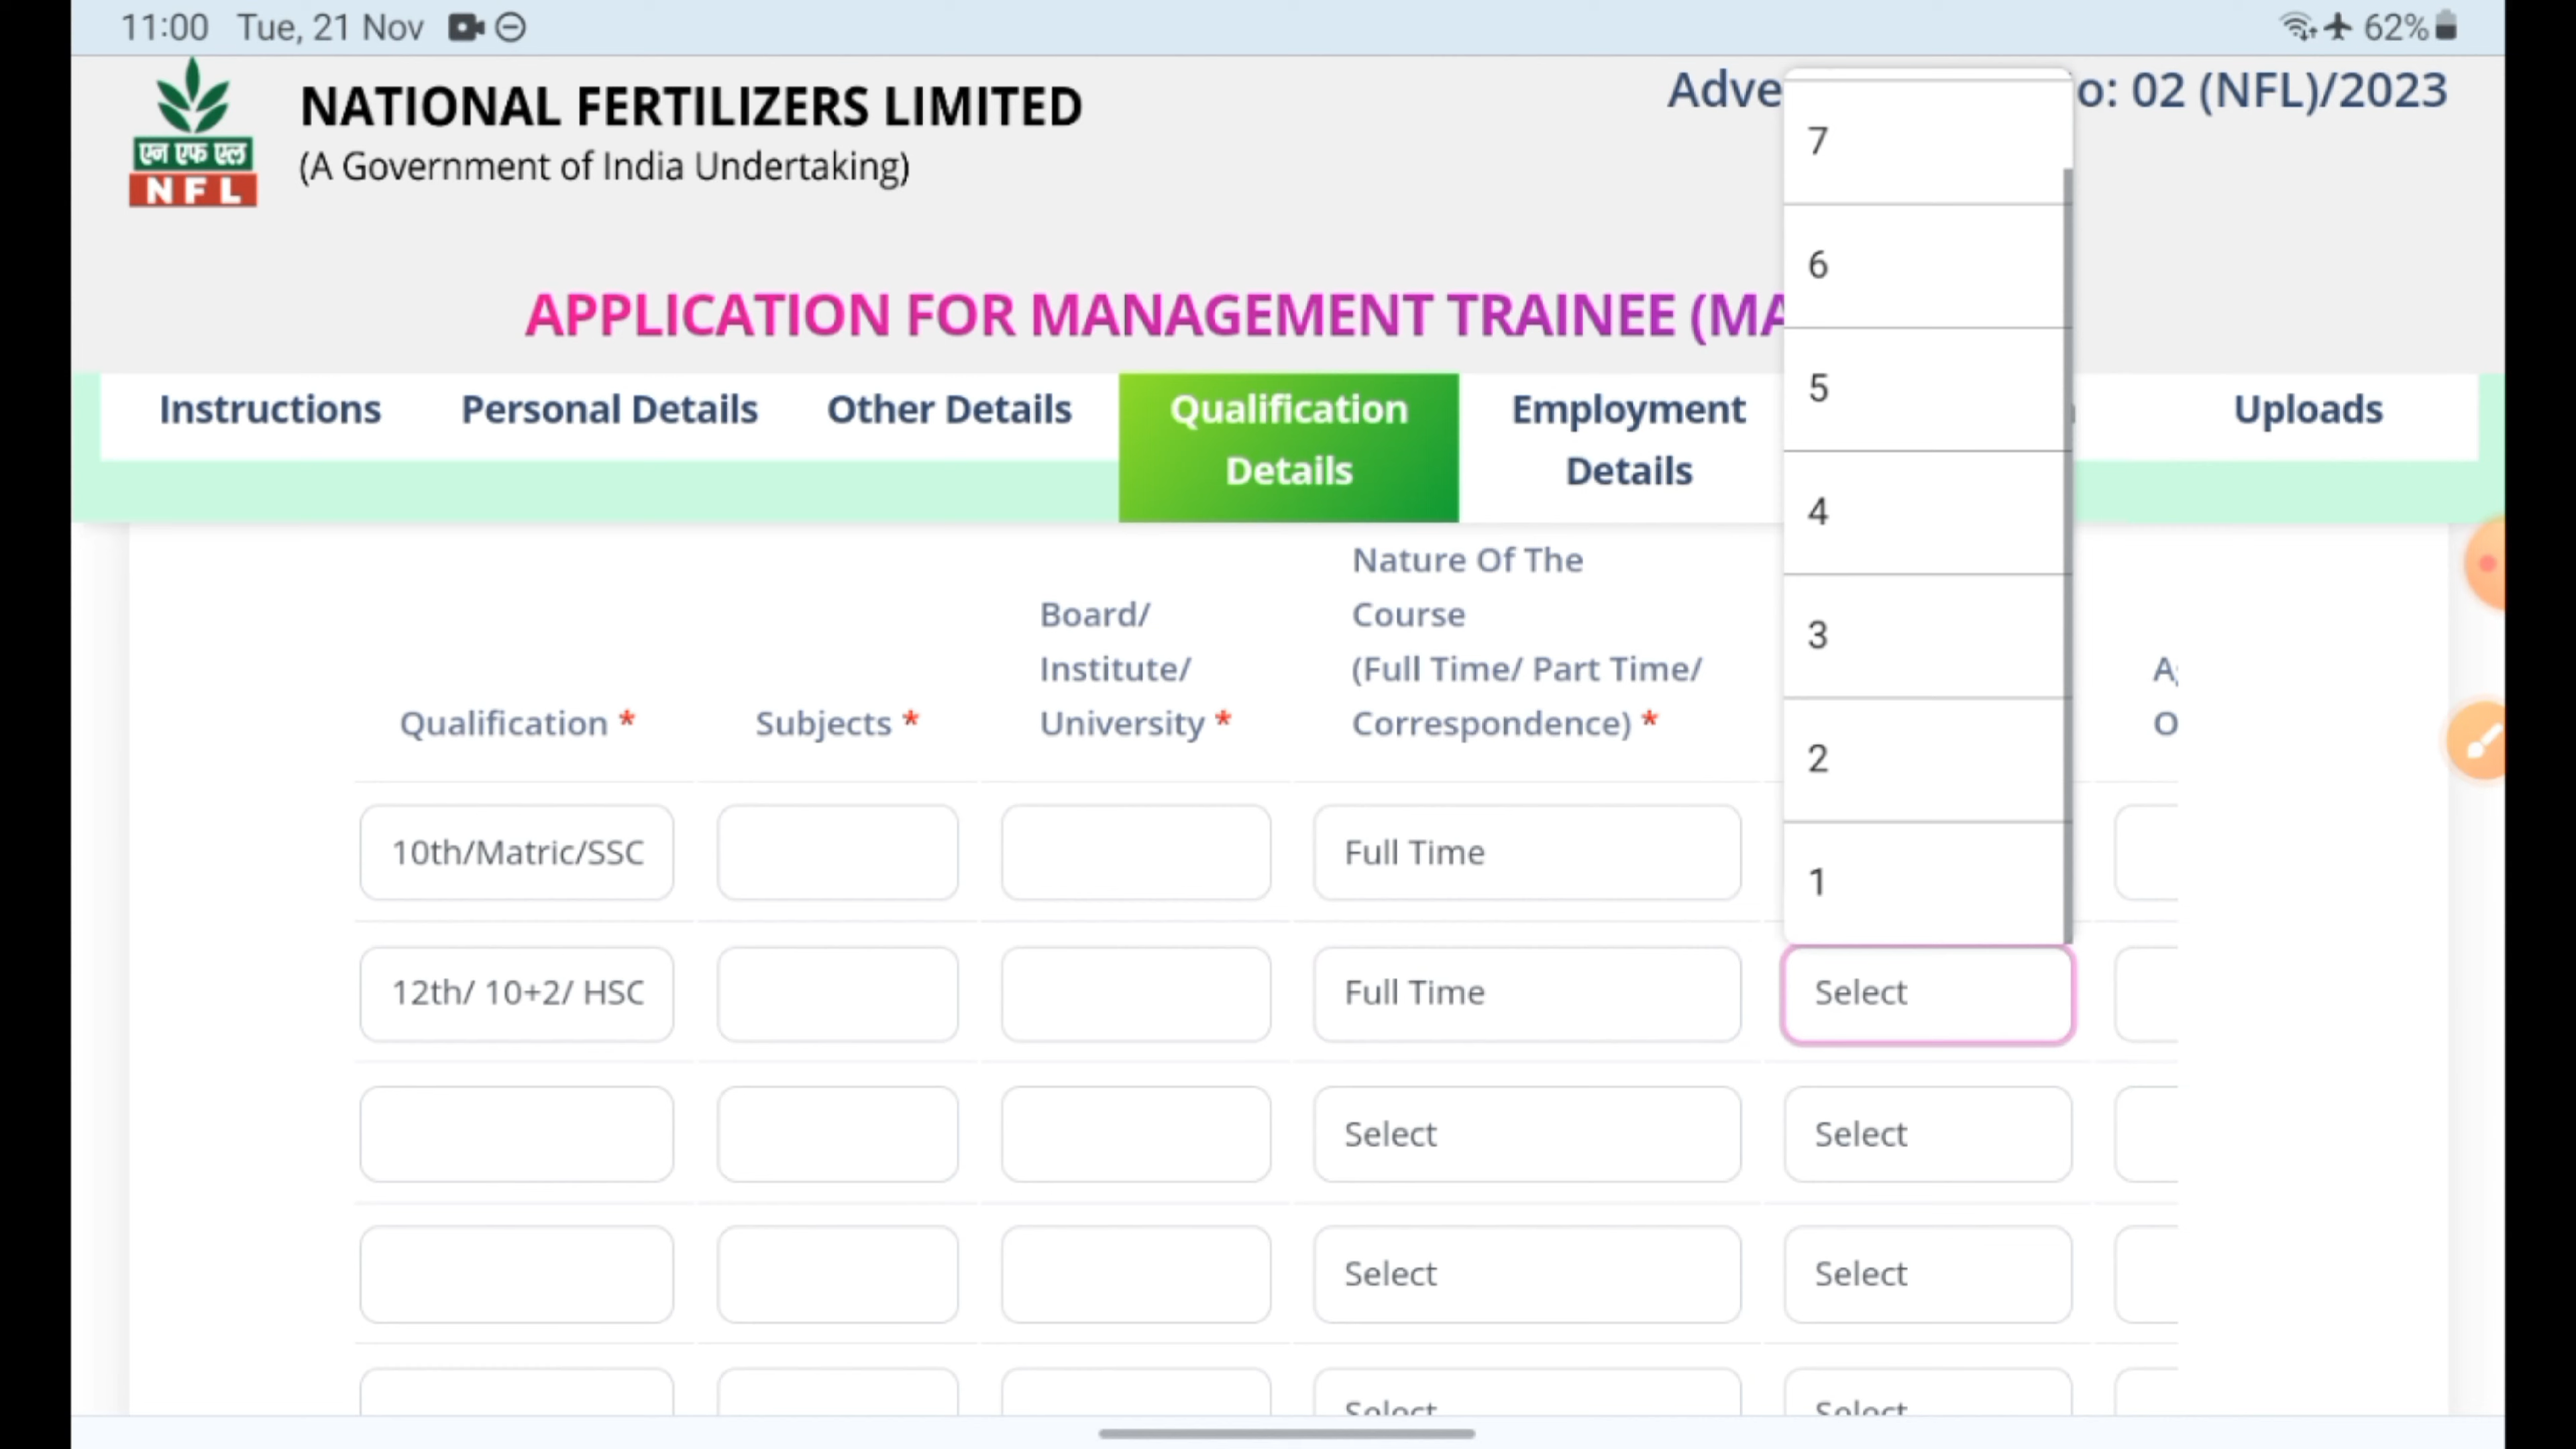 11:00 Tue, 21 Nov
62%
एन एफ एल
NFL
NATIONAL FERTILIZERS LIMITED
(A Government of India Undertaking)
Adve
o: 02 (NFL)/2023
APPLICATION FOR MANAGEMENT TRAINEE (MA
Instructions
Personal Details
Other Details
Qualification
Details
Employment
Details
Uploads
Qualification *
Subjects *
Board/
Institute/
University *
Nature Of The
Course
(Full Time/ Part Time/
Correspondence) *
7
6
5
4
3
2
1
10th/Matric/SSC
Full Time
12th/ 10+2/ HSC
Full Time
Select
Select
Select
Select
Select
Select
Select